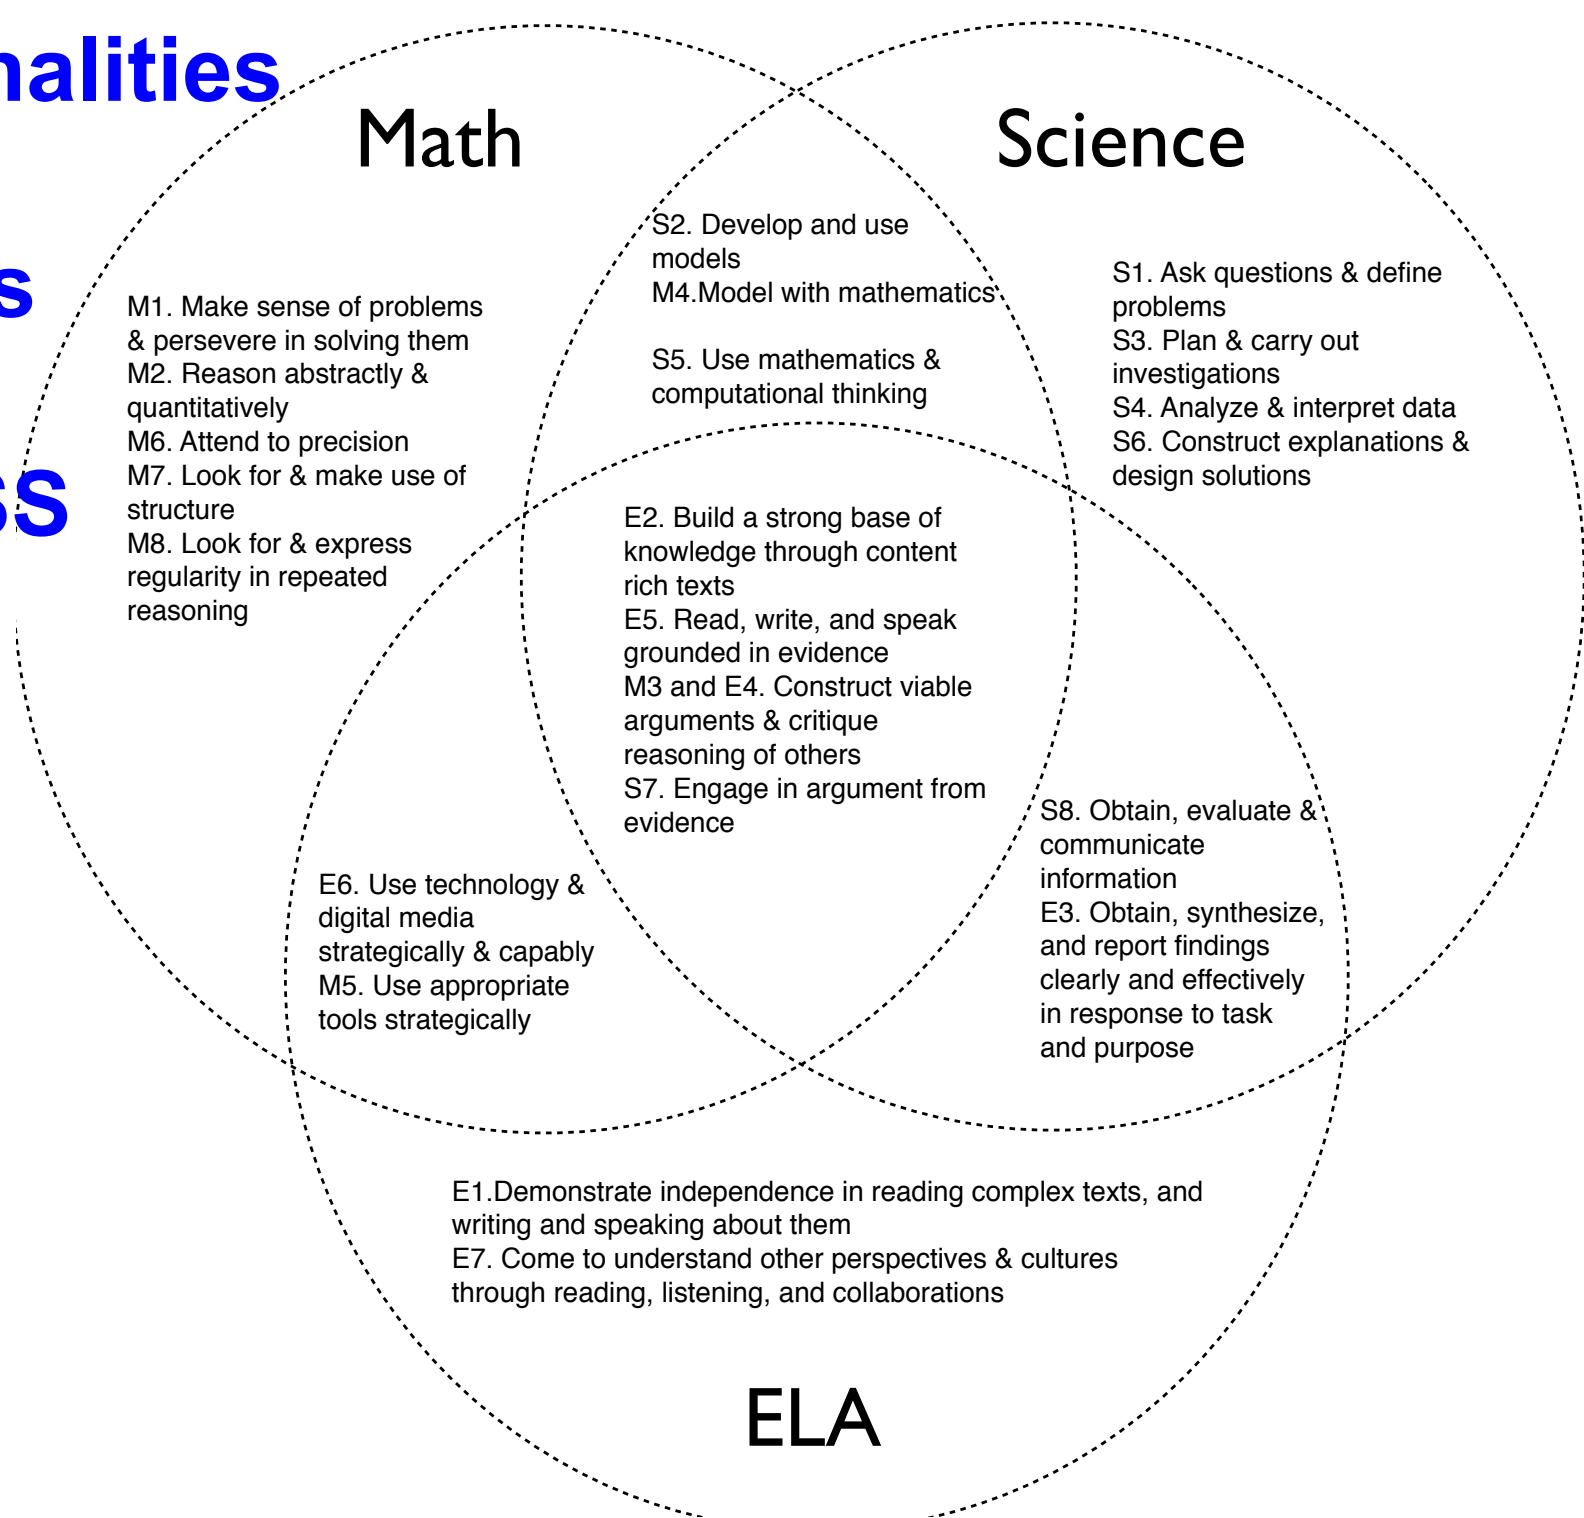 Math
Science
S2. Develop and use
models
M4.Model with mathematics
S5. Use mathematics &
computational thinking
M1. Make sense of problems
& persevere in solving them
M2. Reason abstractly &
quantitatively
M6. Attend to precision
M7. Look for & make use of
structure
M8. Look for & express
regularity in repeated
reasoning
S1. Ask questions & define
problems
S3. Plan & carry out
investigations
S4. Analyze & interpret data
S6. Construct explanations &
design solutions
E2. Build a strong base of
knowledge through content
rich texts
E5. Read, write, and speak
grounded in evidence
M3 and E4. Construct viable
arguments & critique
reasoning of others
S7. Engage in argument from
evidence
E6. Use technology &
digital media
strategically & capably
M5. Use appropriate
tools strategically
S8. Obtain, evaluate &
communicate
information
E3. Obtain, synthesize,
and report findings
clearly and effectively
in response to task
and purpose
E1.Demonstrate independence in reading complex texts, and
writing and speaking about them
E7. Come to understand other perspectives & cultures
through reading, listening, and collaborations
ELA